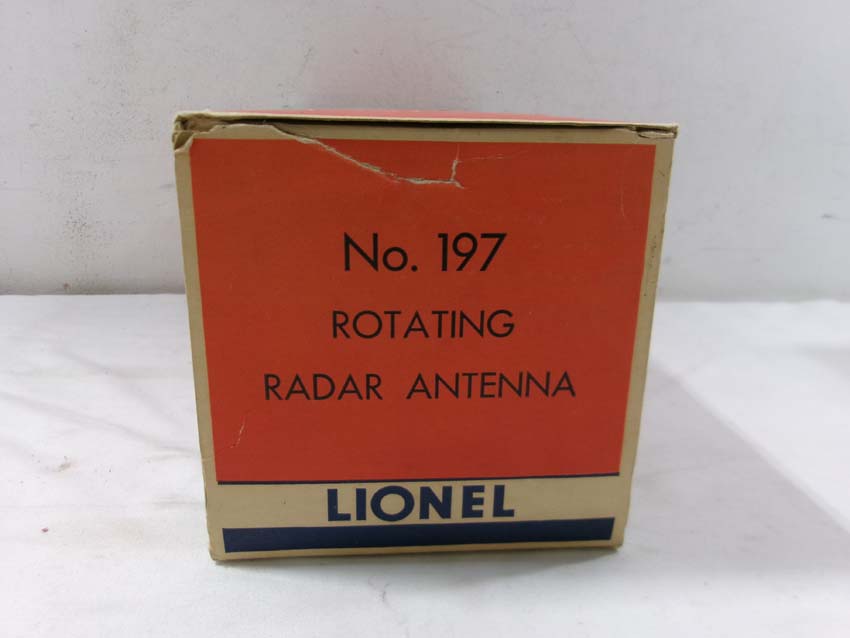 No. 197
ROTATING
RADAR ANTENNA
LIONEL